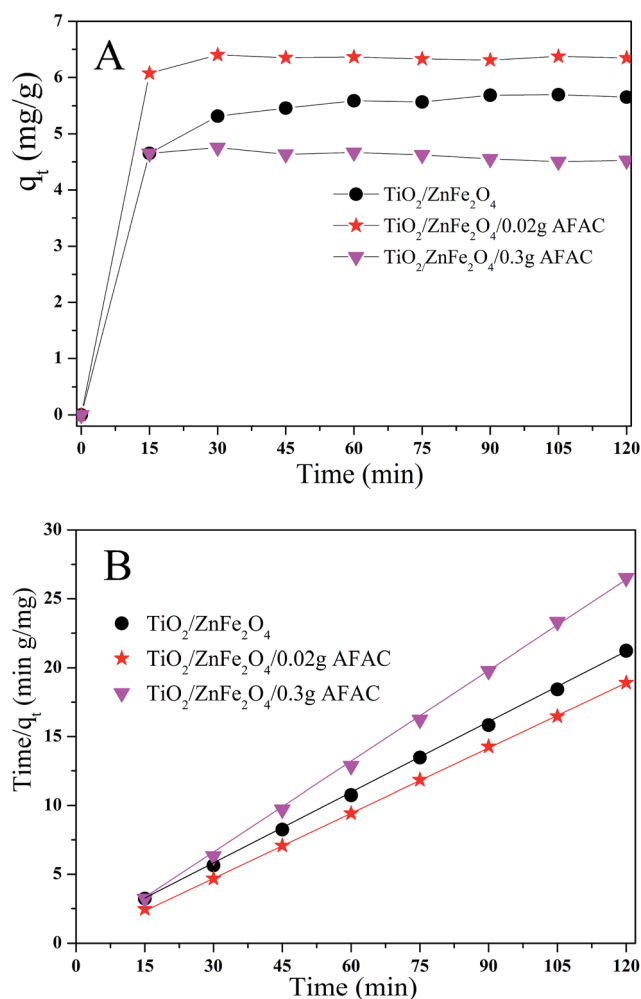 A
q_t (mg/g)
7
6
5
4
3
2
1
0
TiO₂/ZnFe₂O₄
TiO₂/ZnFe₂O₄/0.02g AFAC
TiO₂/ZnFe₂O₄/0.3g AFAC
0 15 30 45 60 75 90 105 120
Time (min)
B
Time/q_t (min g/mg)
30
25
20
15
10
5
0
TiO₂/ZnFe₂O₄
TiO₂/ZnFe₂O₄/0.02g AFAC
TiO₂/ZnFe₂O₄/0.3g AFAC
15 30 45 60 75 90 105 120
Time (min)